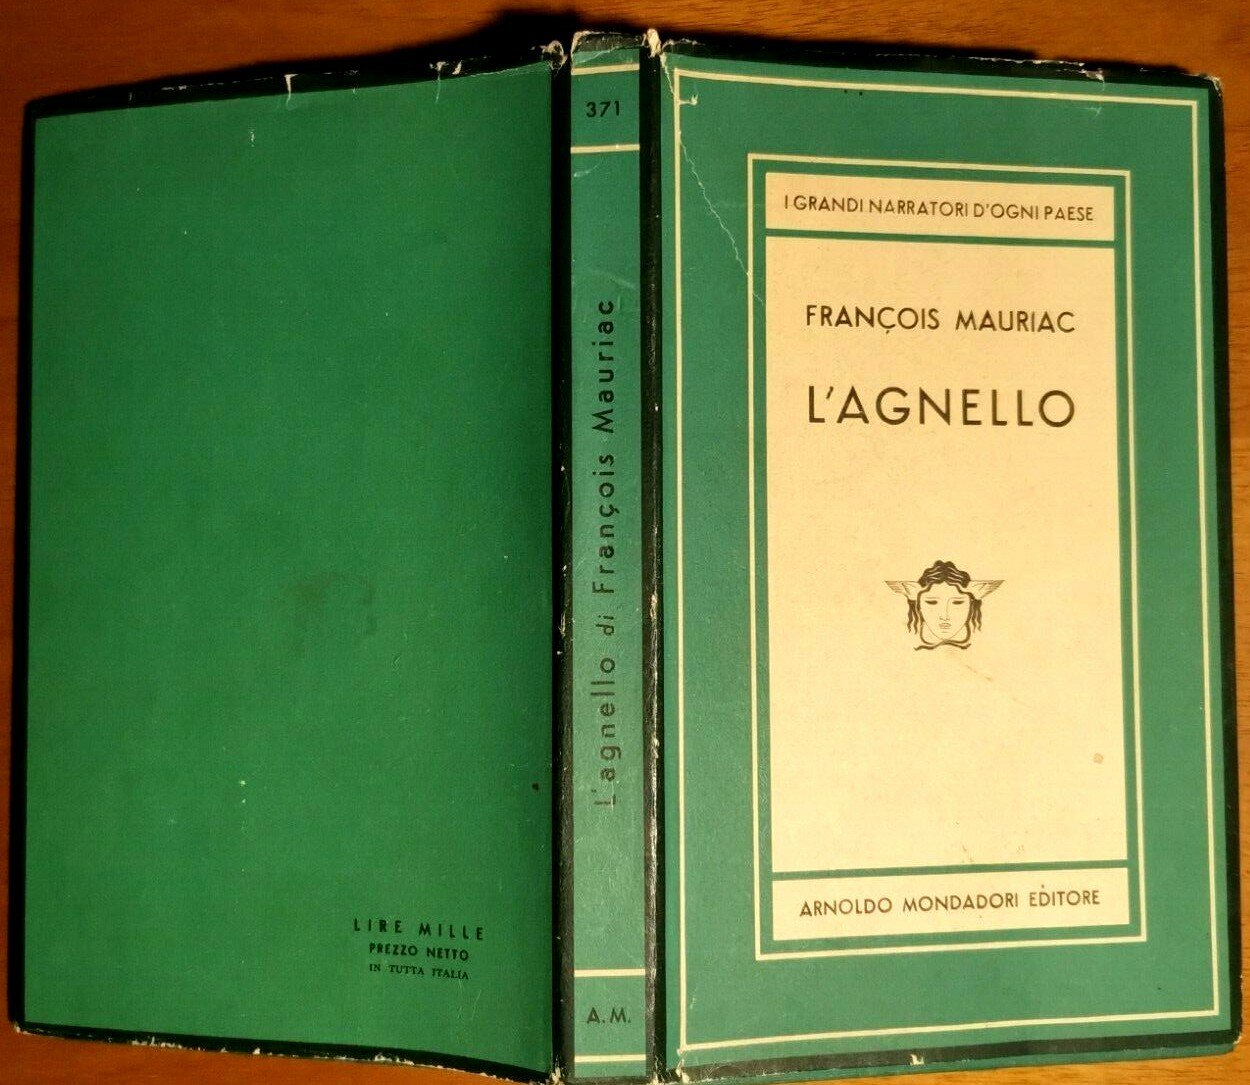 LIRE MILLE
PREZZO NETTO
IN TUTTA ITALIA
371
L'agnello di François Mauriac
A. M.
I GRANDI NARRATORI D'OGNI PAESE
FRANÇOIS MAURIAC
L'AGNELLO
ARNOLDO MONDADORI EDITORE